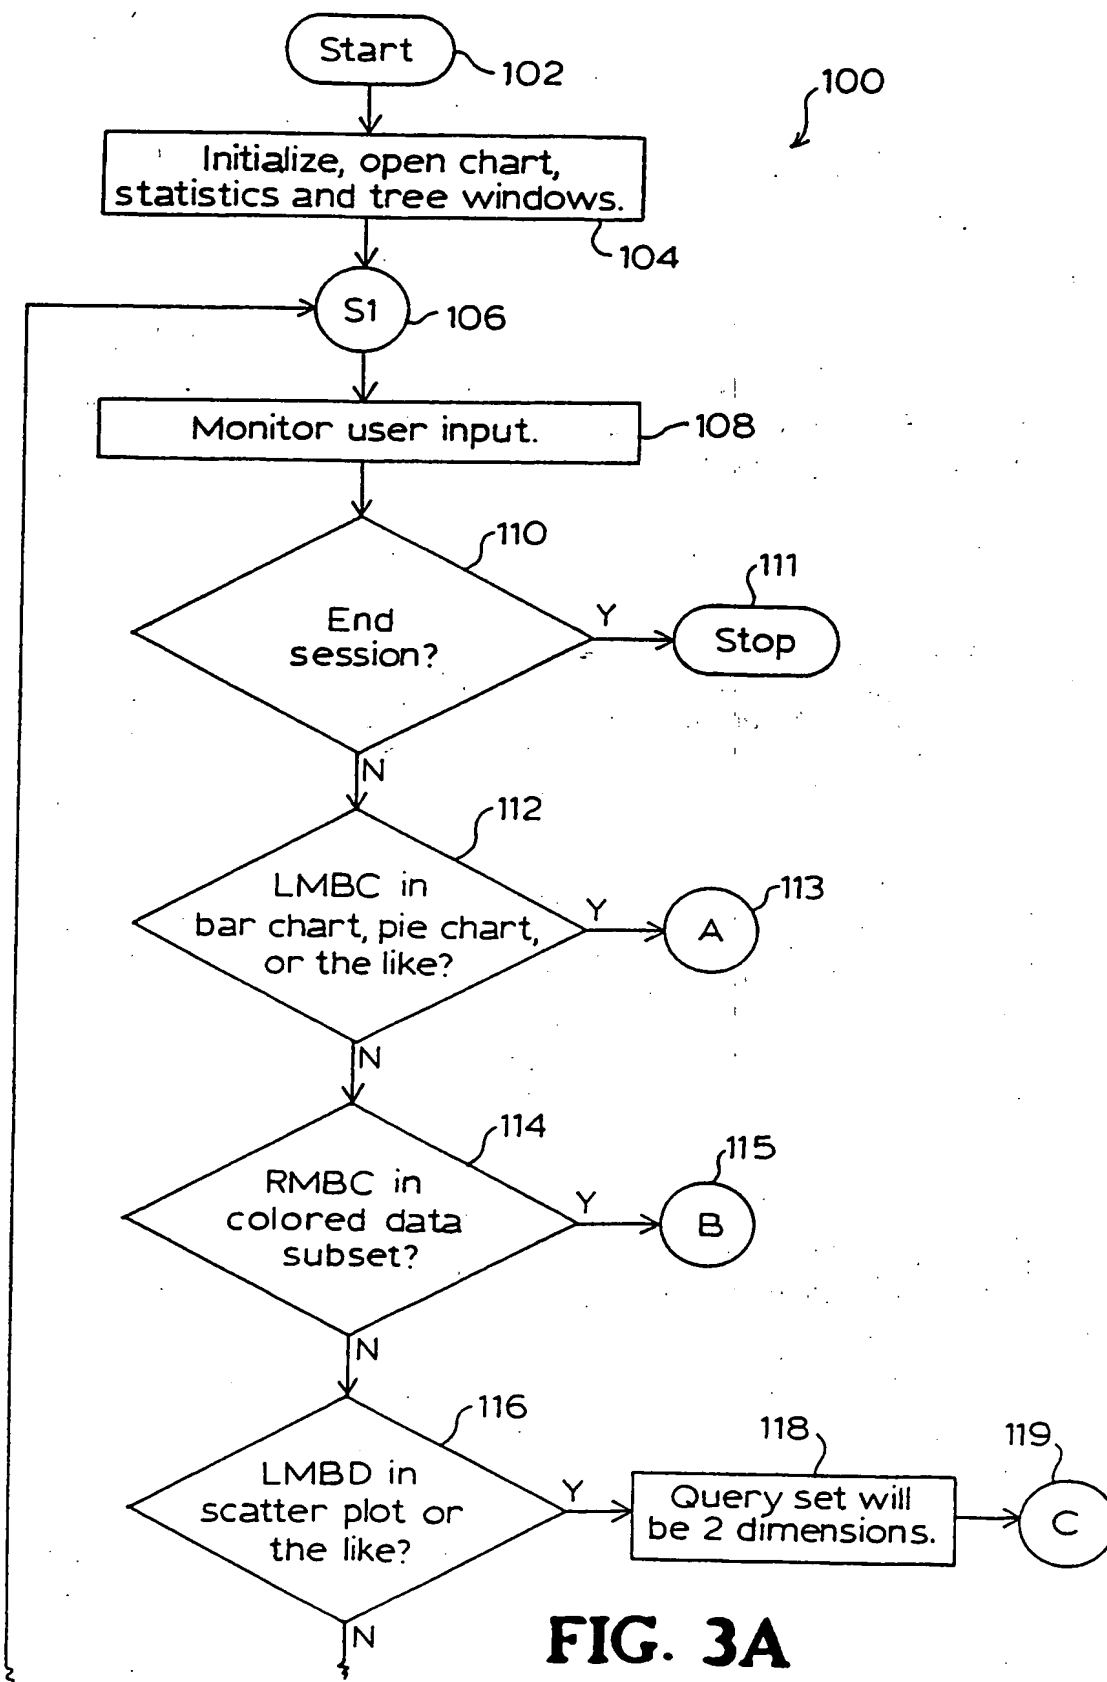 Start
102
100
Initialize, open chart,
statistics and tree windows.
104
S1
106
Monitor user input.
108
110
End
session?
Y
111
Stop
N
112
LMBC in
bar chart, pie chart,
or the like?
Y
113
A
N
114
RMBC in
colored data
subset?
Y
115
B
N
116
LMBD in
scatter plot or
the like?
Y
118
Query set will
be 2 dimensions.
119
C
N
FIG. 3A